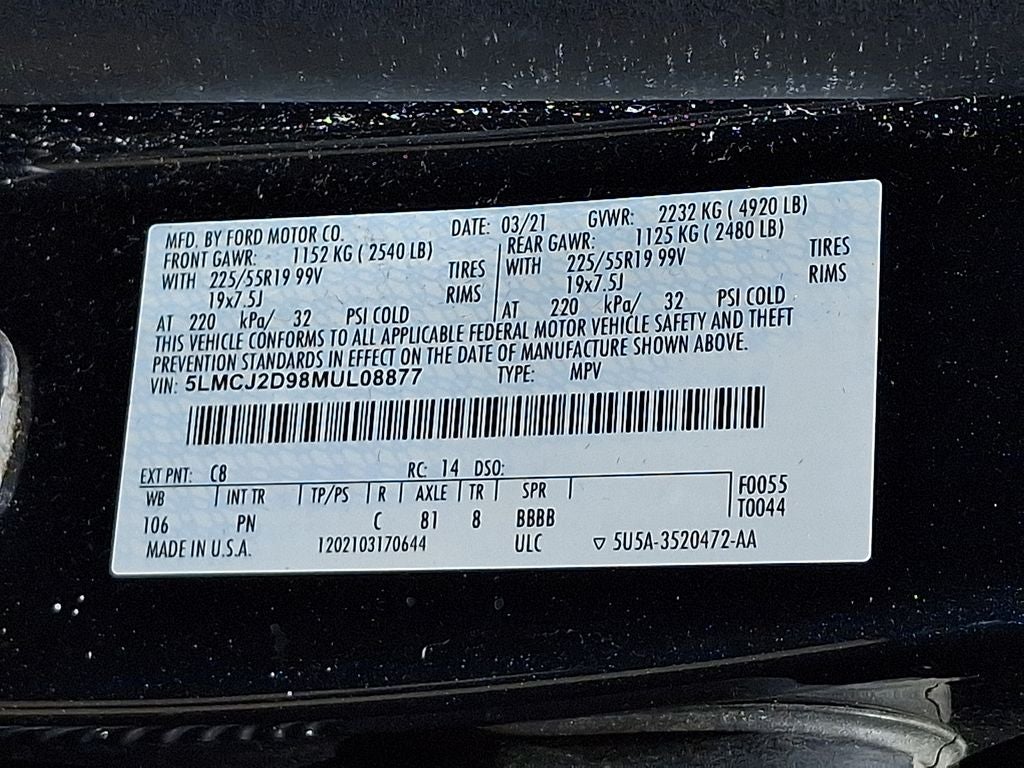 MFD. BY FORD MOTOR CO. DATE: 03/21 GVWR: 2232 KG ( 4920 LB)
FRONT GAWR: 1152 KG ( 2540 LB) REAR GAWR: 1125 KG ( 2480 LB)
WITH 225/55R19 99V TIRES WITH 225/55R19 99V TIRES
19x7.5J RIMS 19x7.5J RIMS
AT 220 kPa/ 32 PSI COLD AT 220 kPa/ 32 PSI COLD
THIS VEHICLE CONFORMS TO ALL APPLICABLE FEDERAL MOTOR VEHICLE SAFETY AND THEFT
PREVENTION STANDARDS IN EFFECT ON THE DATE OF MANUFACTURE SHOWN ABOVE.
VIN: 5LMCJ2D98MUL08877 TYPE: MPV
EXT PNT: C8 RC: 14 DSO:
WB INT TR TP/PS R AXLE TR SPR F0055
106 PN C 81 8 BBBB T0044
MADE IN U.S.A. 1202103170644 ULC ▽ 5U5A-3520472-AA